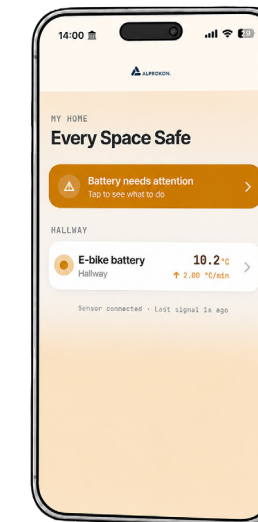 14:00
ALPROKON.
MY HOME
Every Space Safe
Battery needs attention
Tap to see what to do
HALLWAY
E-bike battery
10.2°C
Hallway
↑ 2.00 °C/min
Sensor connected · Last signal 1s ago